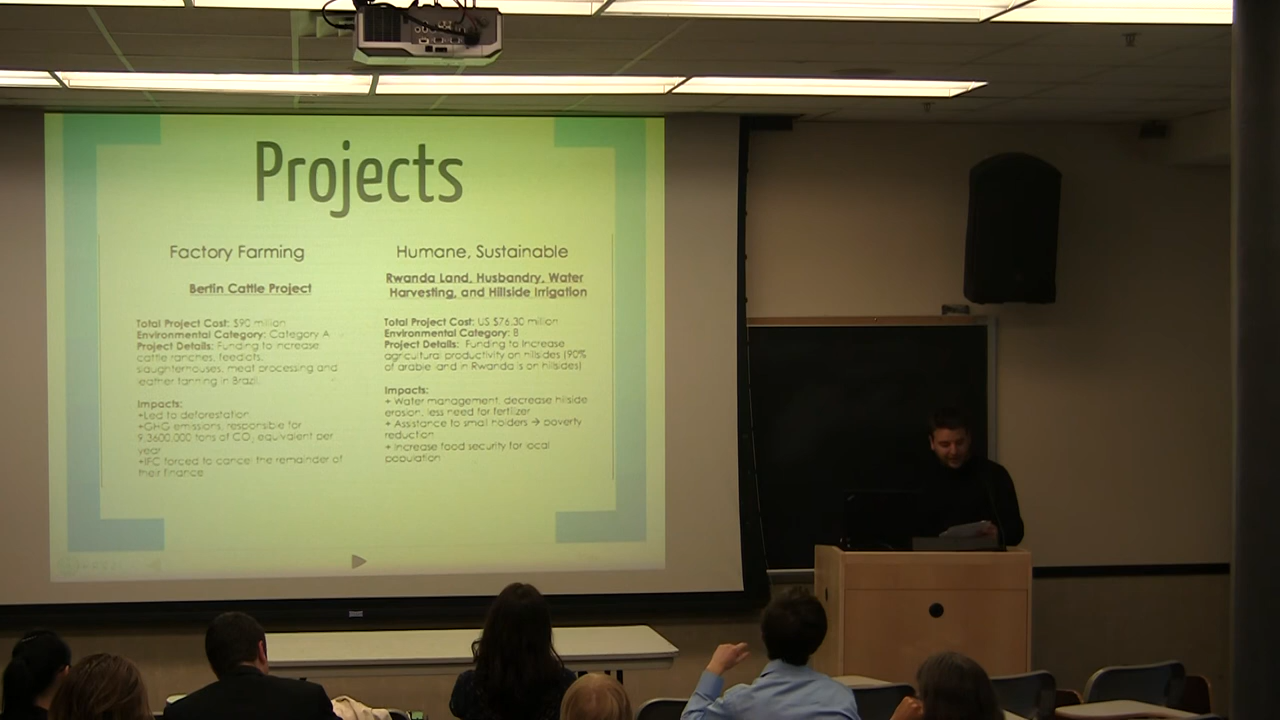 Projects
Factory Farming
Bertin Cattle Project
Total Project Cost: $90 million
Environmental Category: Category A
Project Details: Funding to increase
cattle ranches, feedlots,
slaughterhouses, meat processing and
leather tanning in Brazil.
Impacts:
+Led to deforestation
+GHG emissions, responsible for
9,3600,000 tons of CO₂ equivalent per
year
+IFC forced to cancel the remainder of
their finance
Humane, Sustainable
Rwanda Land, Husbandry, Water
Harvesting, and Hillside Irrigation
Total Project Cost: US $76.30 million
Environmental Category: B
Project Details: Funding to increase
agricultural productivity on hillsides (90%
of arable land in Rwanda is on hillsides)
Impacts:
+ Water management, decrease hillside
erosion, less need for fertilizer
+ Assistance to small holders → poverty
reduction
+ Increase food security for local
population